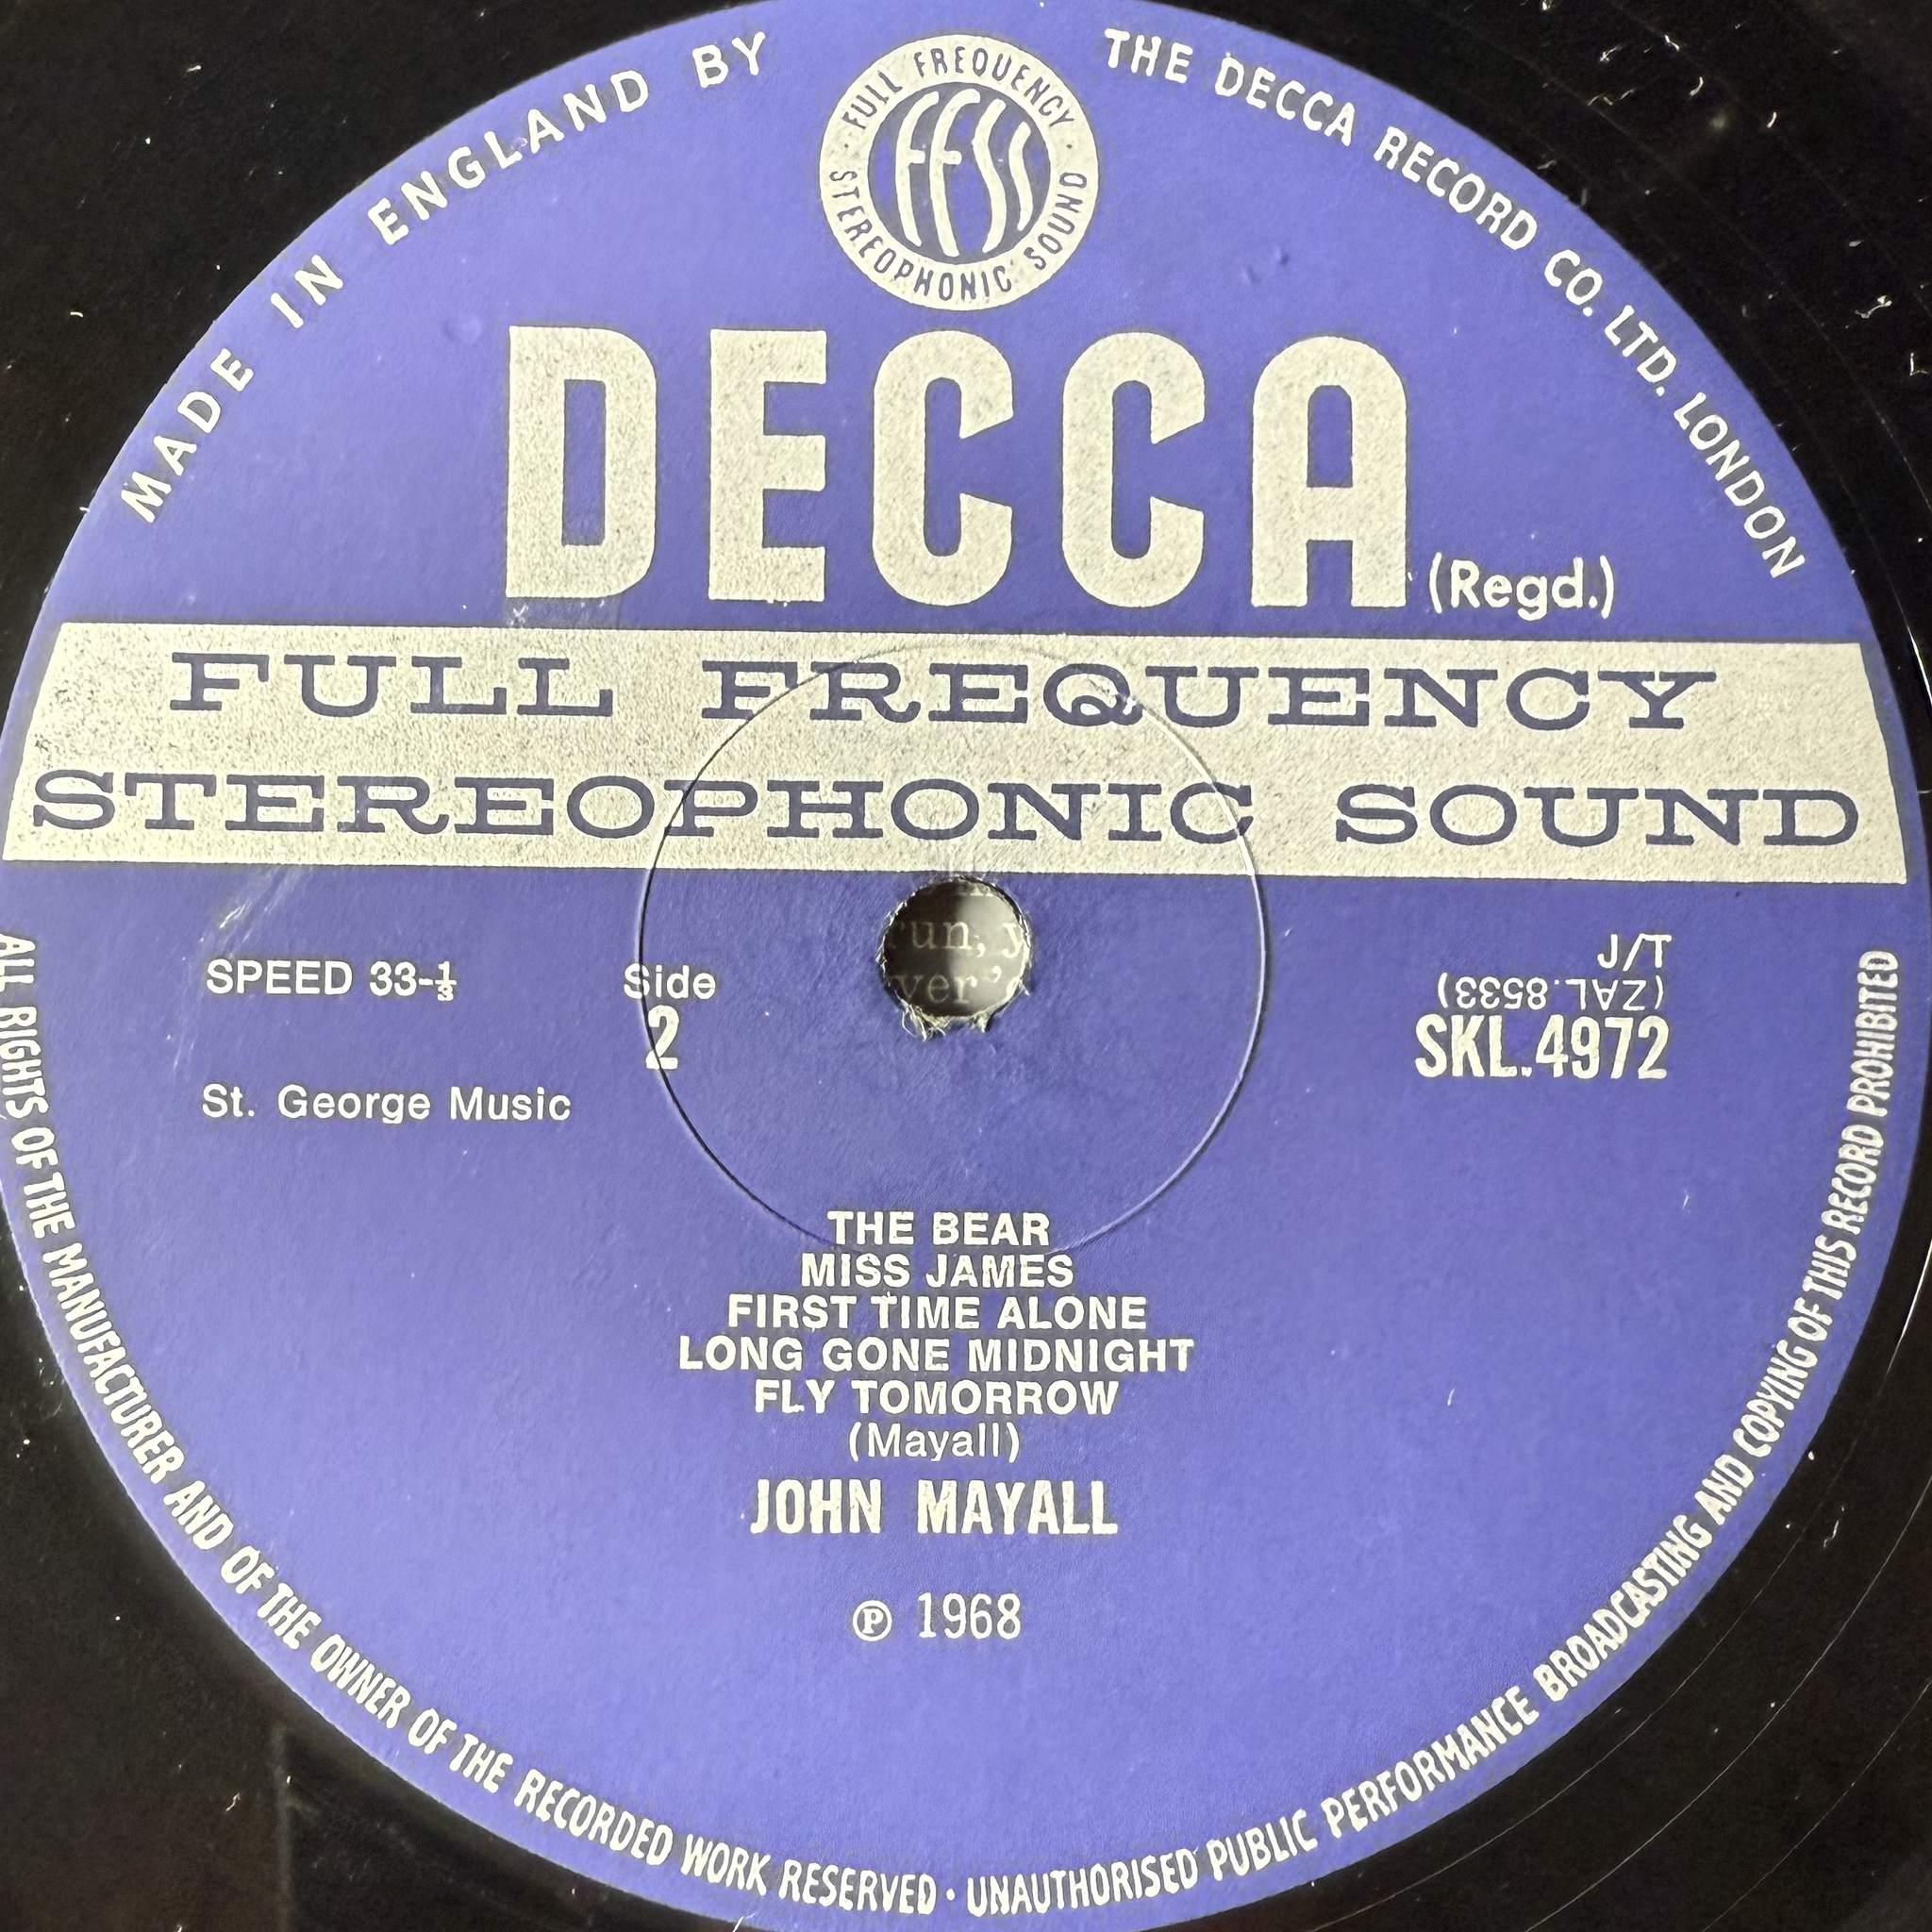 MADE IN ENGLAND BY
THE DECCA RECORD CO. LTD. LONDON
FULL FREQUENCY
STEREOPHONIC SOUND
FFSS
DECCA (Regd.)
FULL FREQUENCY
STEREOPHONIC SOUND
SPEED 33-⅓
Side
2
St. George Music
J/T
(ZAL.8533)
SKL.4972
un, y
ver
THE BEAR
MISS JAMES
FIRST TIME ALONE
LONG GONE MIDNIGHT
FLY TOMORROW
(Mayall)
JOHN MAYALL
℗ 1968
ALL RIGHTS OF THE MANUFACTURER AND OF THE OWNER OF THE RECORDED WORK RESERVED · UNAUTHORISED PUBLIC PERFORMANCE BROADCASTING AND COPYING OF THIS RECORD PROHIBITED